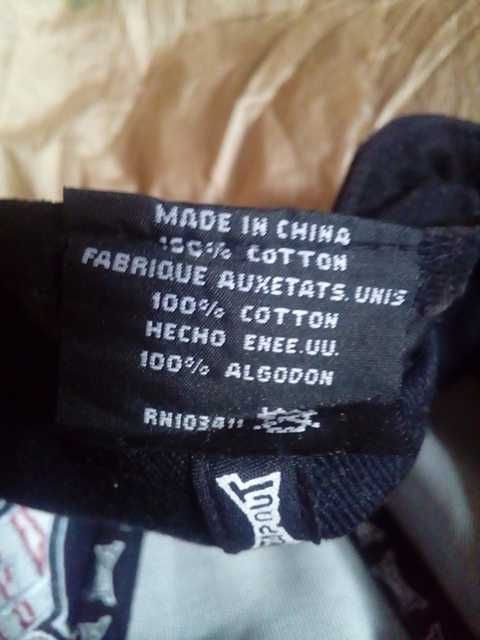 MADE IN CHINA
100% COTTON
FABRIQUE AUXETATS.UNIS
100% COTTON
HECHO ENEE.UU.
100% ALGODON
RN103411